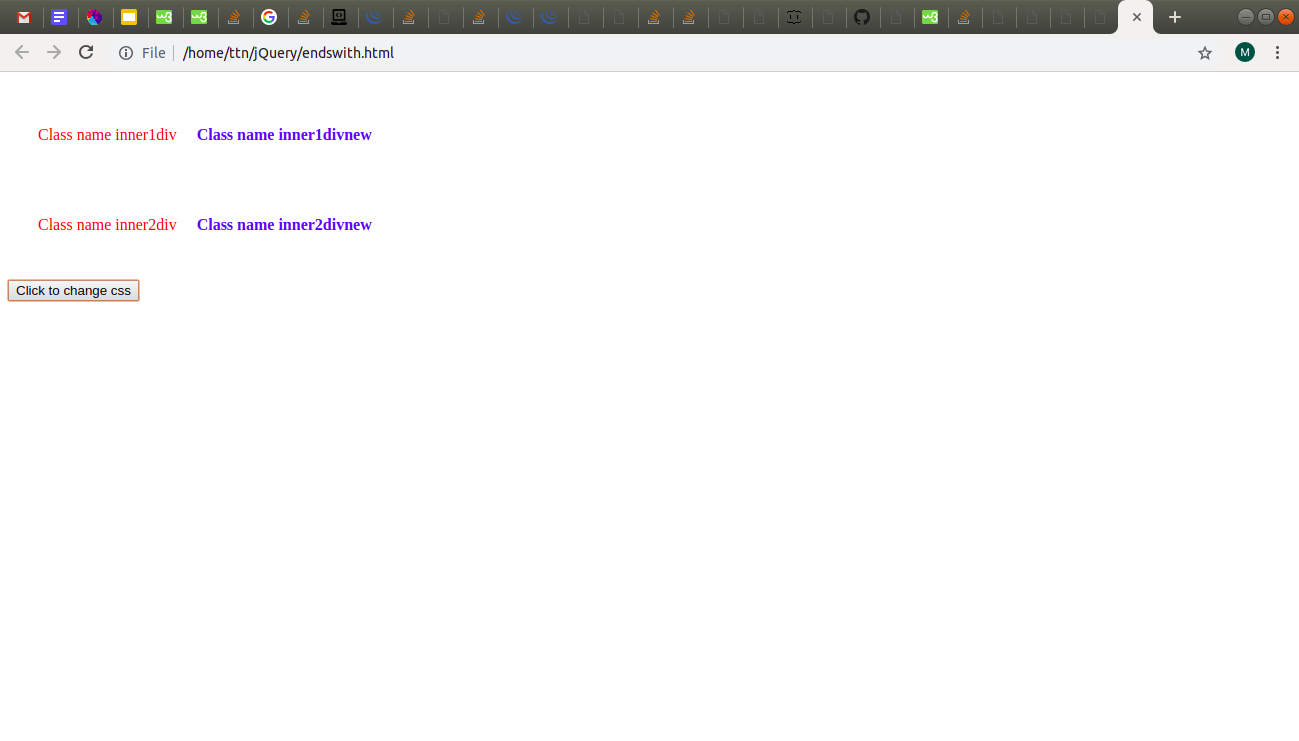 File /home/ttn/jQuery/endswith.html
M
Class name inner1div Class name inner1divnew
Class name inner2div Class name inner2divnew
Click to change css